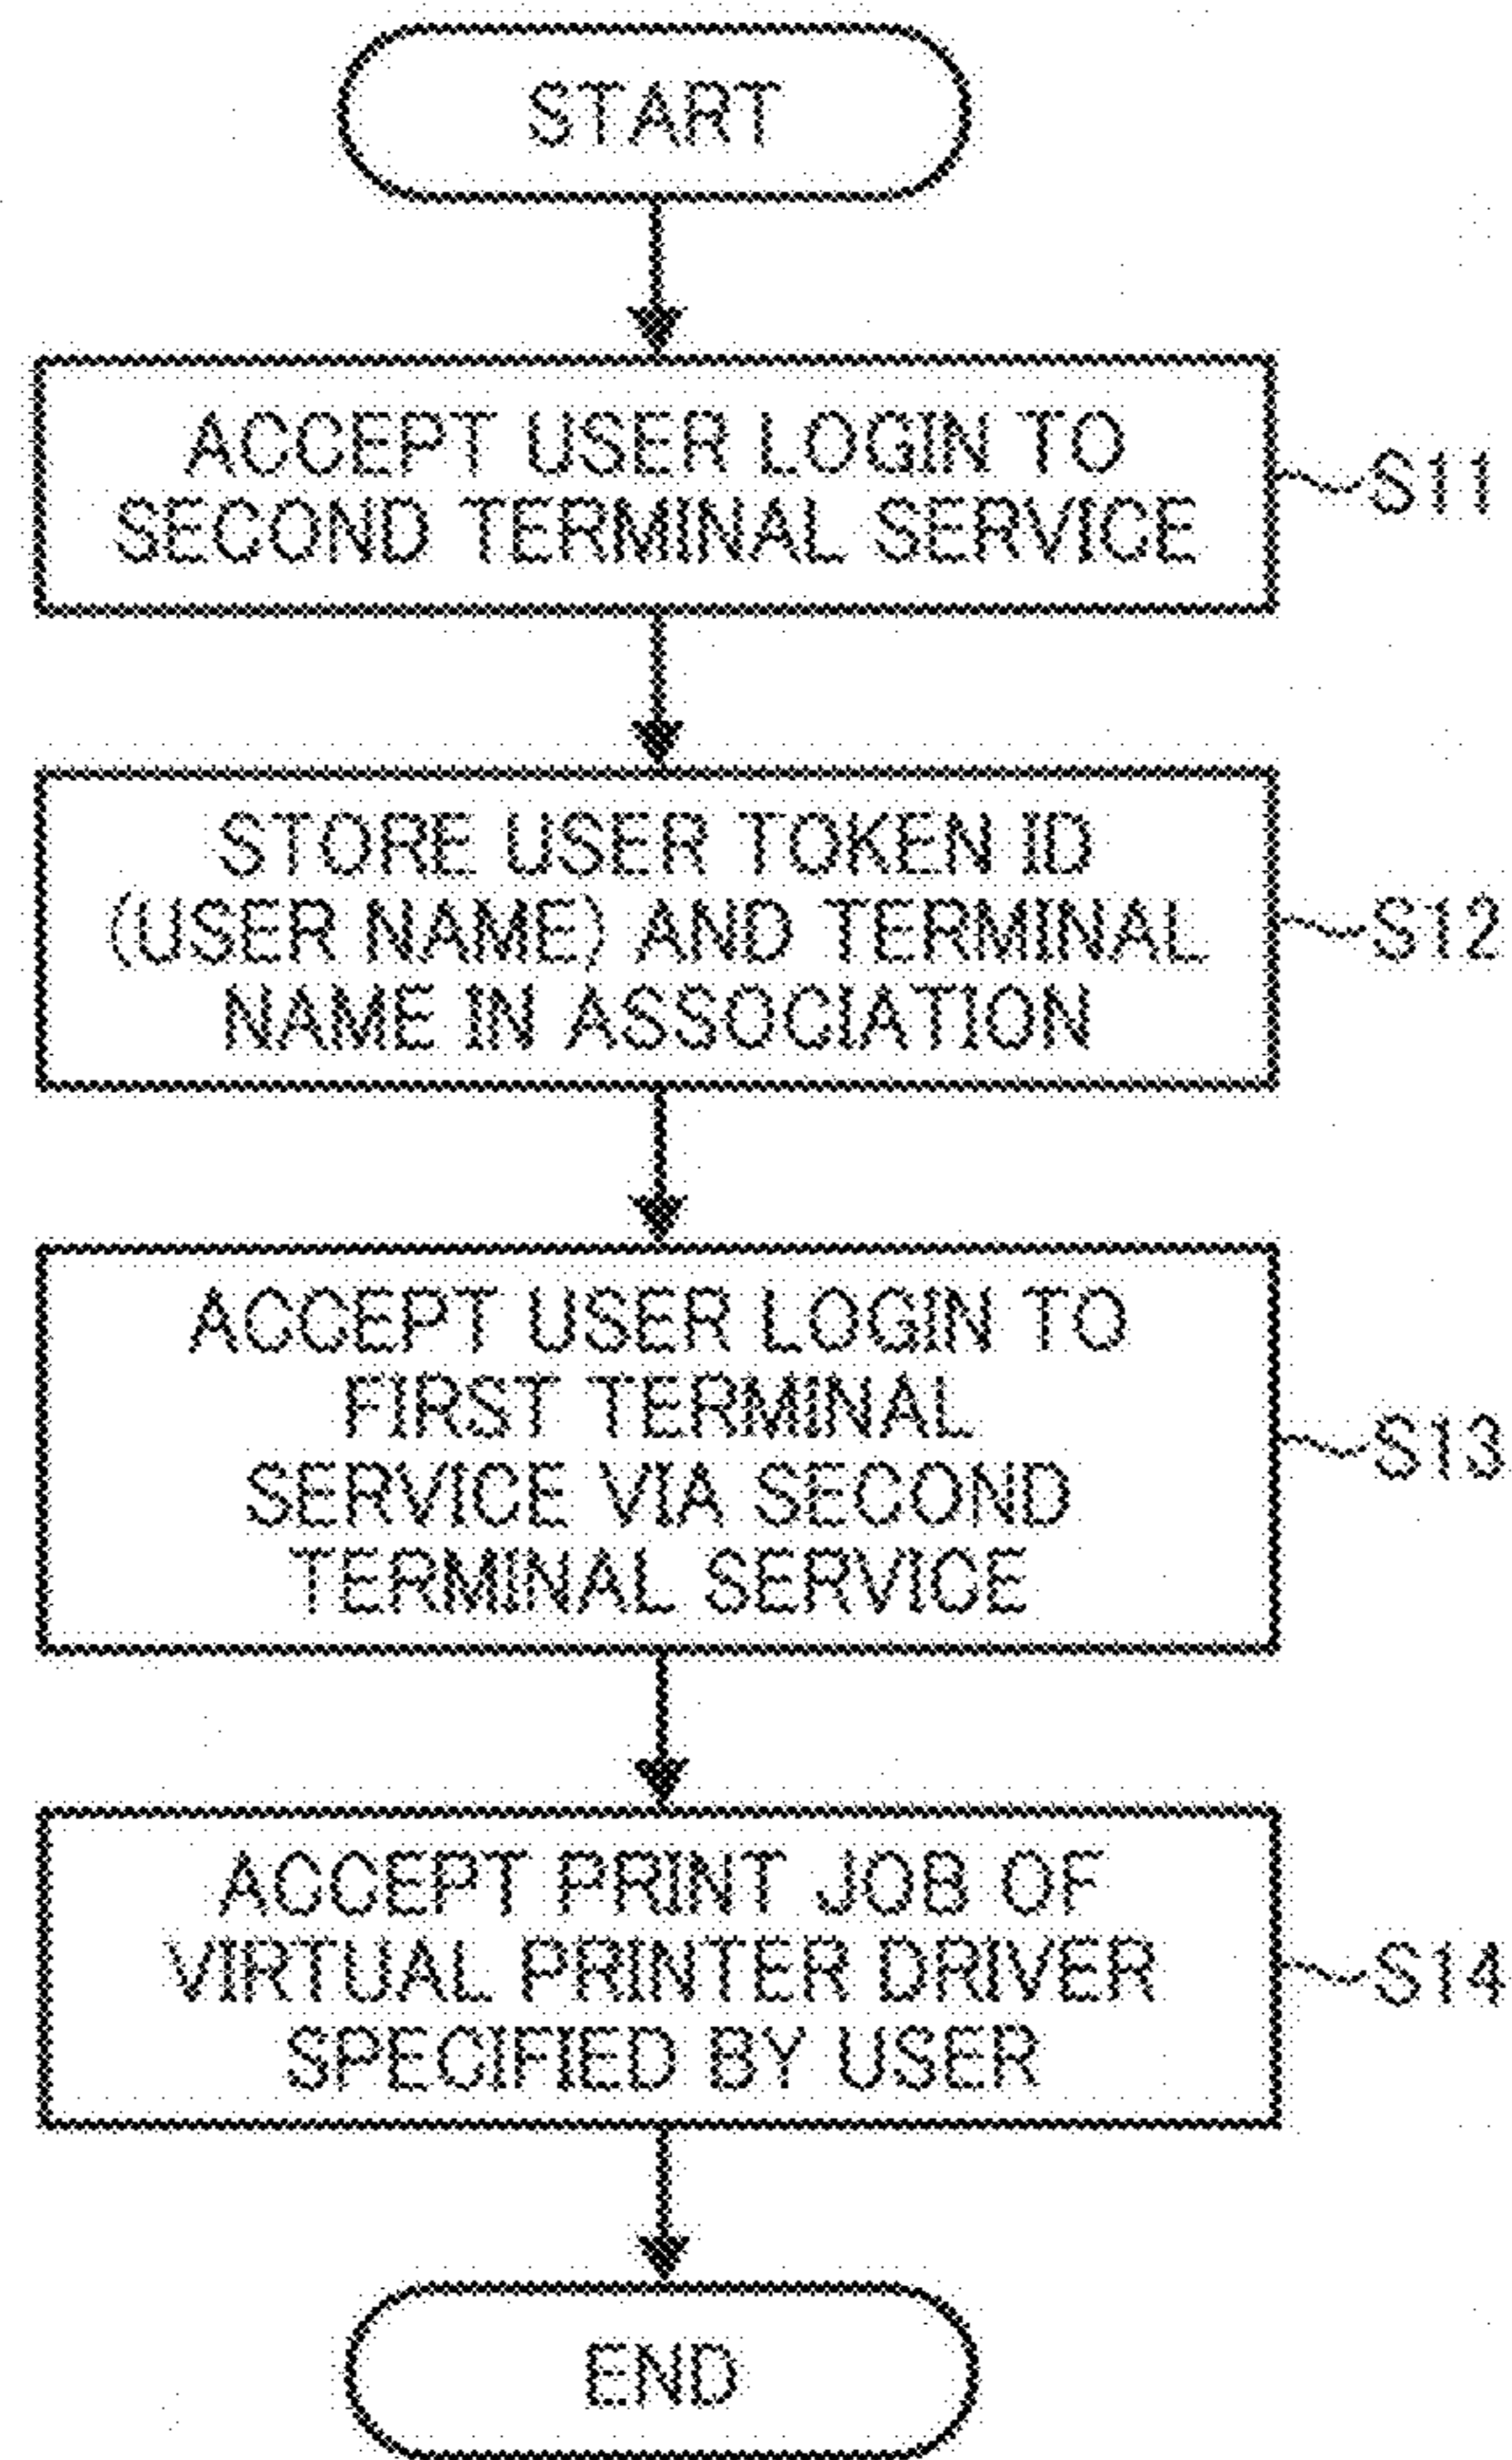 START
ACCEPT USER LOGIN TO
SECOND TERMINAL SERVICE
S11
STORE USER TOKEN ID
(USER NAME) AND TERMINAL
NAME IN ASSOCIATION
S12
ACCEPT USER LOGIN TO
FIRST TERMINAL
SERVICE VIA SECOND
TERMINAL SERVICE
S13
ACCEPT PRINT JOB OF
VIRTUAL PRINTER DRIVER
SPECIFIED BY USER
S14
END